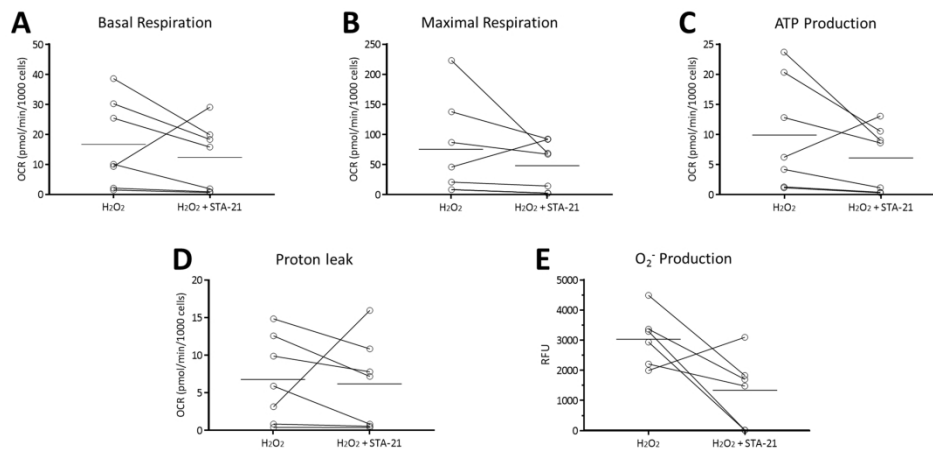 A
Basal Respiration
OCR (pmol/min/1000 cells)
50
40
30
20
10
0
H₂O₂
H₂O₂ + STA-21
B
Maximal Respiration
OCR (pmol/min/1000 cells)
250
200
150
100
50
0
H₂O₂
H₂O₂ + STA-21
C
ATP Production
OCR (pmol/min/1000 cells)
25
20
15
10
5
0
H₂O₂
H₂O₂ + STA-21
D
Proton leak
OCR (pmol/min/1000 cells)
20
15
10
5
0
H₂O₂
H₂O₂ + STA-21
E
O₂⁻ Production
RFU
5000
4000
3000
2000
1000
0
H₂O₂
H₂O₂ + STA-21